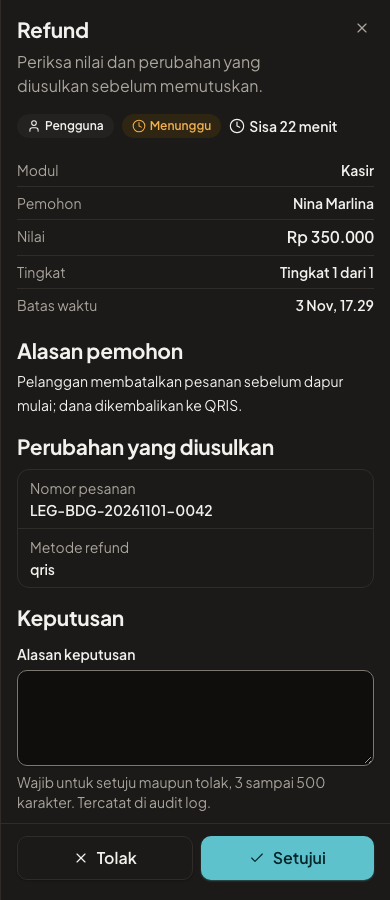 Refund
Periksa nilai dan perubahan yang
diusulkan sebelum memutuskan.
Pengguna Menunggu Sisa 22 menit
Modul Kasir
Pemohon Nina Marlina
Nilai Rp 350.000
Tingkat Tingkat 1 dari 1
Batas waktu 3 Nov, 17.29
Alasan pemohon
Pelanggan membatalkan pesanan sebelum dapur
mulai; dana dikembalikan ke QRIS.
Perubahan yang diusulkan
Nomor pesanan
LEG-BDG-20261101-0042
Metode refund
qris
Keputusan
Alasan keputusan
Wajib untuk setuju maupun tolak, 3 sampai 500
karakter. Tercatat di audit log.
Tolak Setujui